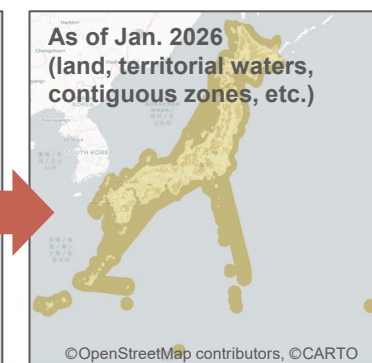 As of Jan. 2026
(land, territorial waters,
contiguous zones, etc.)
SOUTH KOREA
©OpenStreetMap contributors, ©CARTO